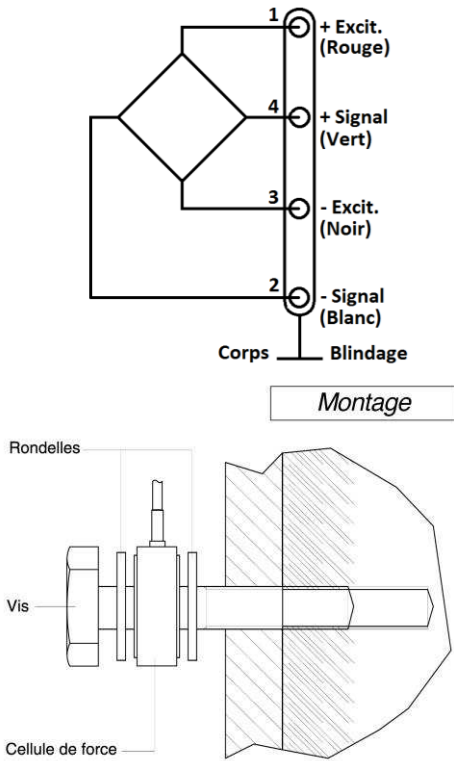 1
+ Excit.
(Rouge)
4
+ Signal
(Vert)
3
- Excit.
(Noir)
2
- Signal
(Blanc)
Corps Blindage
Montage
Rondelles
Vis
Cellule de force